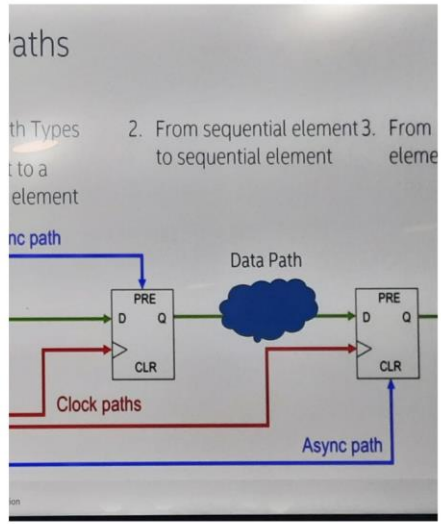 aths
th Types
t to a
element
2. From sequential element
to sequential element
3. From
eleme
nc path
Data Path
PRE
D Q
CLR
PRE
D Q
CLR
Clock paths
Async path
ion